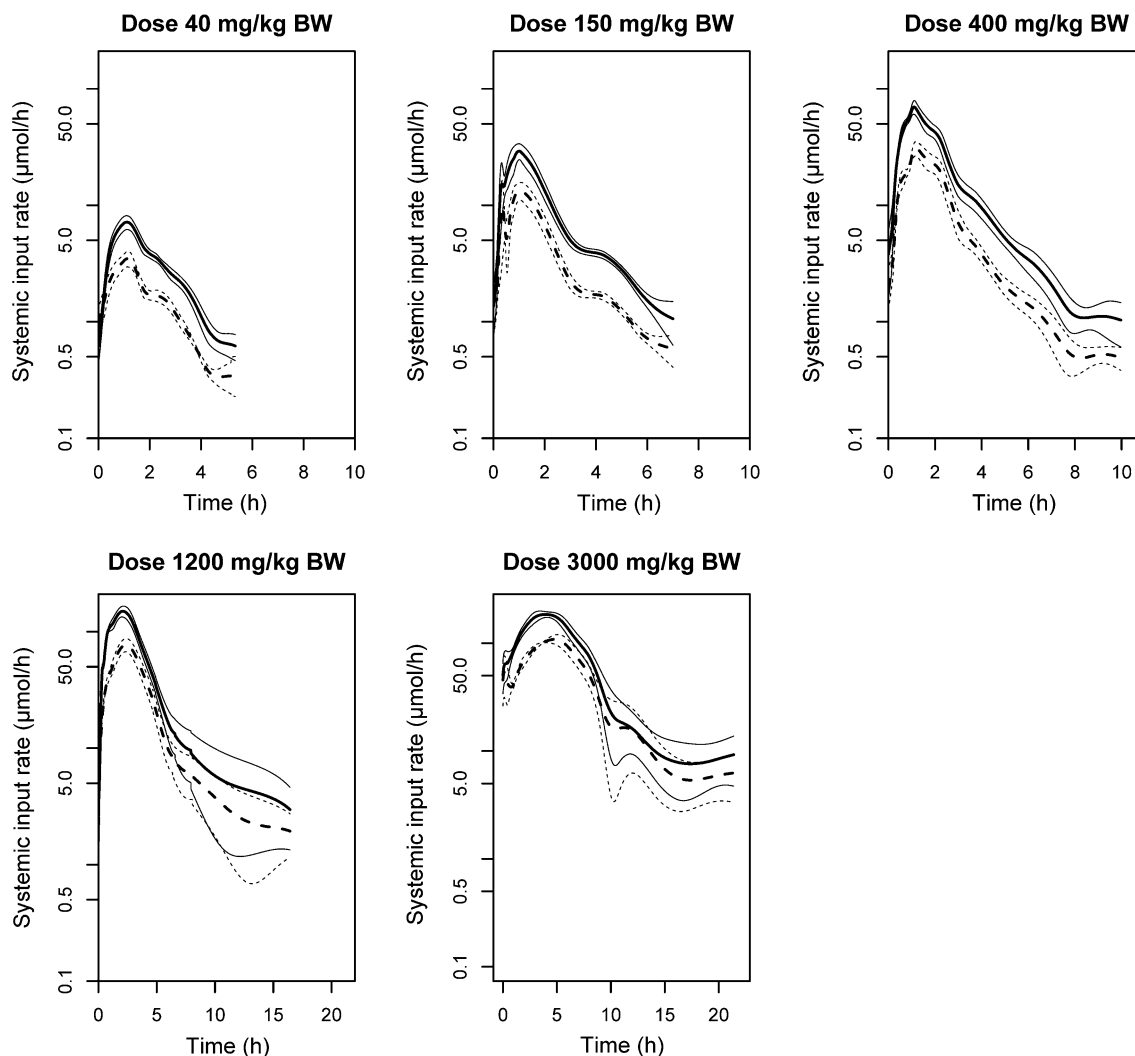 Dose 40 mg/kg BW
Systemic input rate (µmol/h)
50.0
5.0
0.5
0.1
0 2 4 6 8 10
Time (h)
Dose 150 mg/kg BW
Systemic input rate (µmol/h)
50.0
5.0
0.5
0.1
0 2 4 6 8 10
Time (h)
Dose 400 mg/kg BW
Systemic input rate (µmol/h)
50.0
5.0
0.5
0.1
0 2 4 6 8 10
Time (h)
Dose 1200 mg/kg BW
Systemic input rate (µmol/h)
50.0
5.0
0.5
0.1
0 5 10 15 20
Time (h)
Dose 3000 mg/kg BW
Systemic input rate (µmol/h)
50.0
5.0
0.5
0.1
0 5 10 15 20
Time (h)